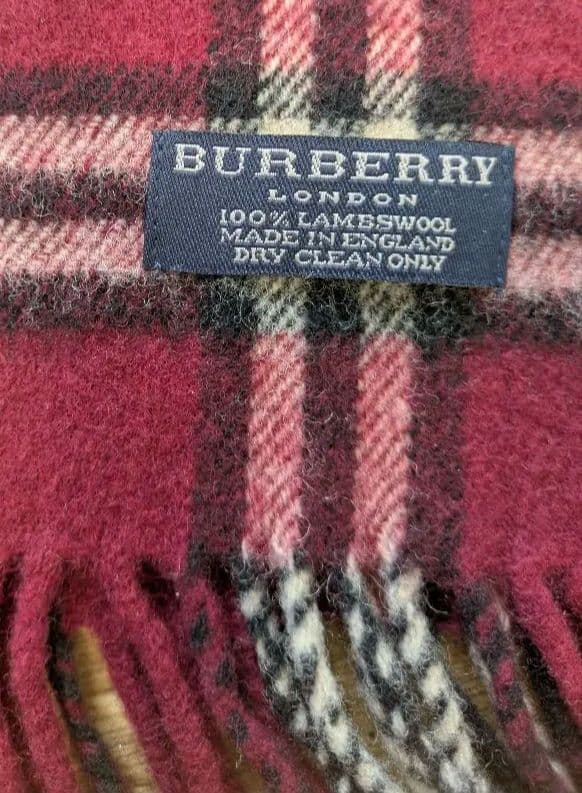 BURBERRY
LONDON
100% LAMBSWOOL
MADE IN ENGLAND
DRY CLEAN ONLY